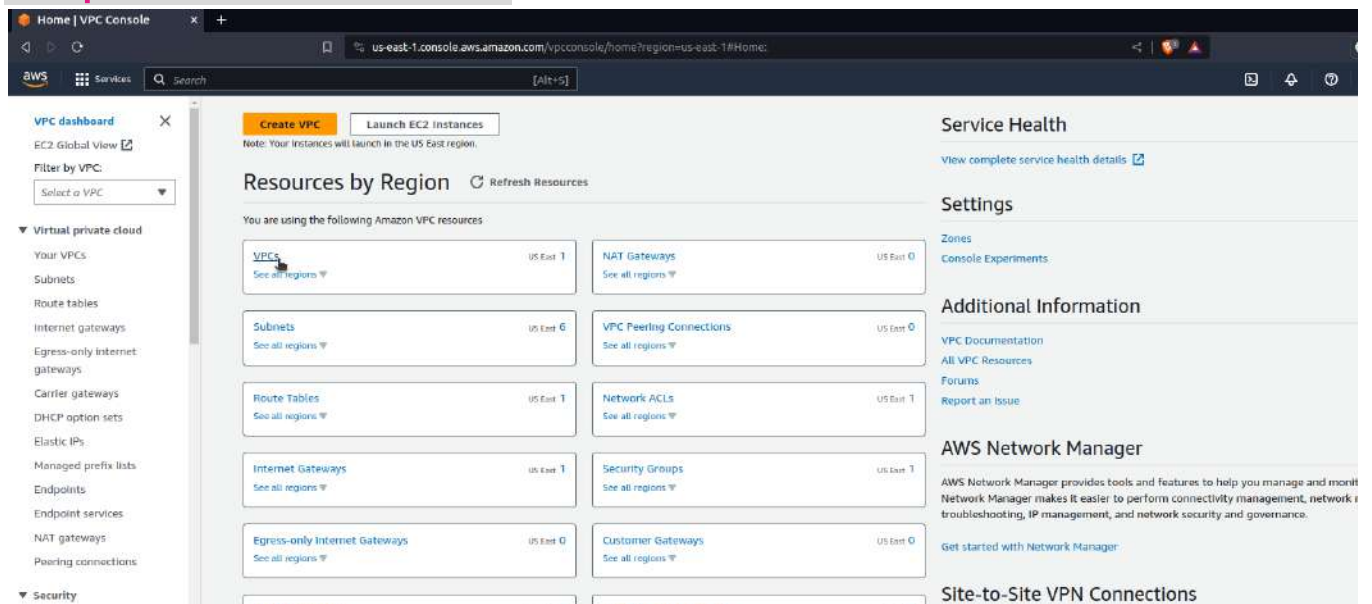 Home | VPC Console
us-east-1.console.aws.amazon.com/vpcconsole/home?region=us-east-1#Home:
aws
Services
Search
[Alt+S]
VPC dashboard
EC2 Global View
Filter by VPC:
Select a VPC
Virtual private cloud
Your VPCs
Subnets
Route tables
Internet gateways
Egress-only internet
gateways
Carrier gateways
DHCP option sets
Elastic IPs
Managed prefix lists
Endpoints
Endpoint services
NAT gateways
Peering connections
Security
Create VPC
Launch EC2 Instances
Note: Your Instances will launch in the US East region.
Resources by Region
Refresh Resources
You are using the following Amazon VPC resources
VPCs
US East 1
See all regions
NAT Gateways
US East 0
See all regions
Subnets
US East 6
See all regions
VPC Peering Connections
US East 0
See all regions
Route Tables
US East 1
See all regions
Network ACLs
US East 1
See all regions
Internet Gateways
US East 1
See all regions
Security Groups
US East 1
See all regions
Egress-only Internet Gateways
US East 0
See all regions
Customer Gateways
US East 0
See all regions
Service Health
View complete service health details
Settings
Zones
Console Experiments
Additional Information
VPC Documentation
All VPC Resources
Forums
Report an Issue
AWS Network Manager
AWS Network Manager provides tools and features to help you manage and monit
Network Manager makes it easier to perform connectivity management, network
troubleshooting, IP management, and network security and governance.
Get started with Network Manager
Site-to-Site VPN Connections